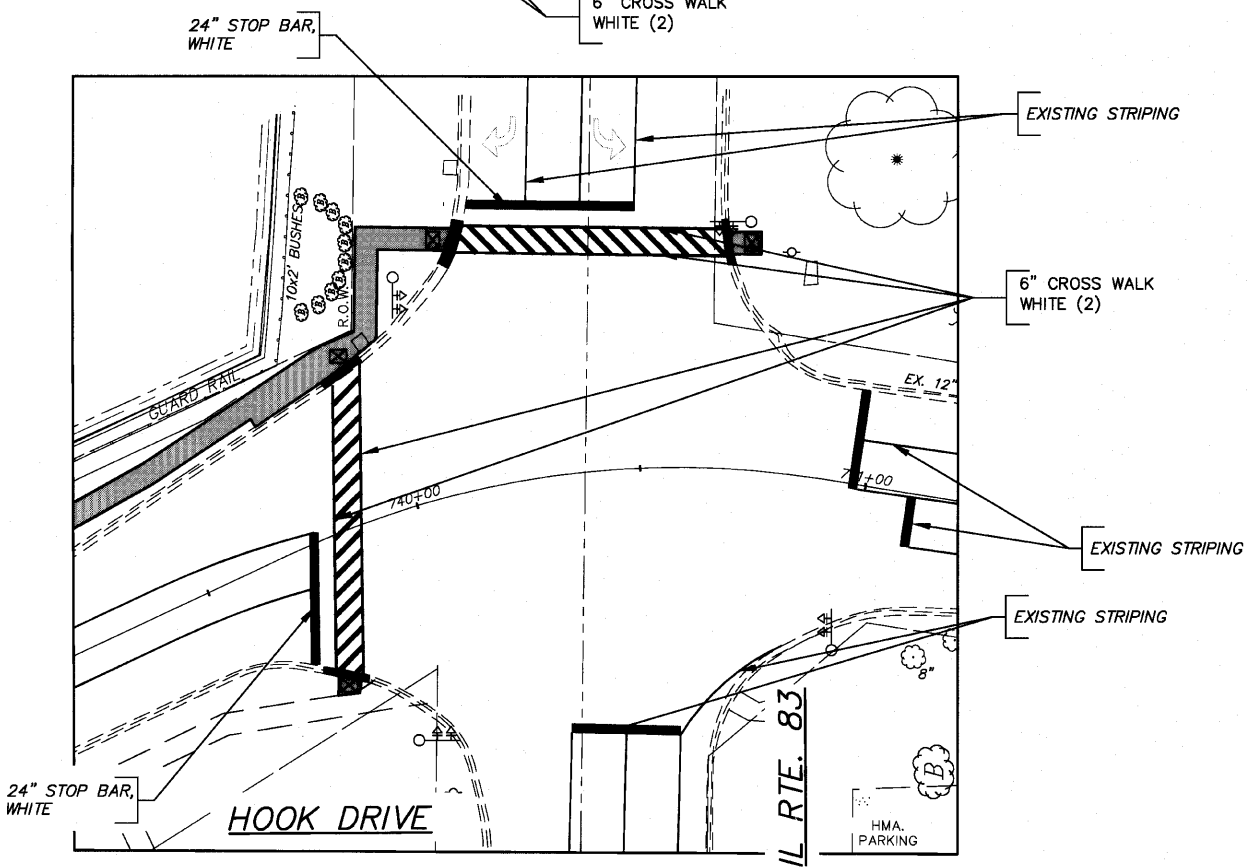 6" CROSS WALK
WHITE (2)
24" STOP BAR,
WHITE
EXISTING STRIPING
10x2' BUSHES
R.O.W.
6" CROSS WALK
WHITE (2)
GUARD RAIL
EX. 12"
740+00
741+00
EXISTING STRIPING
EXISTING STRIPING
8"
24" STOP BAR,
WHITE
HOOK DRIVE
IL RTE. 83
B
HMA.
PARKING